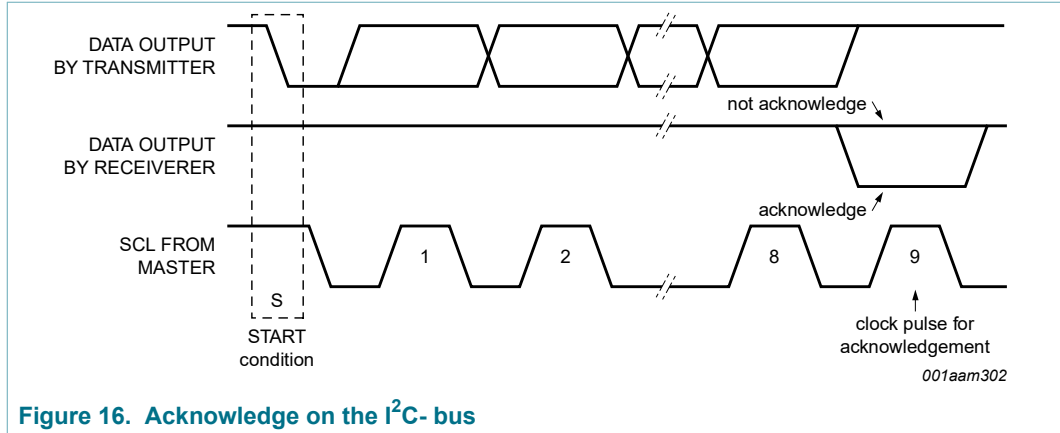 DATA OUTPUT
BY TRANSMITTER
not acknowledge
DATA OUTPUT
BY RECEIVERER
acknowledge
SCL FROM
MASTER
1
2
8
9
S
START
condition
clock pulse for
acknowledgement
001aam302
Figure 16. Acknowledge on the I²C- bus